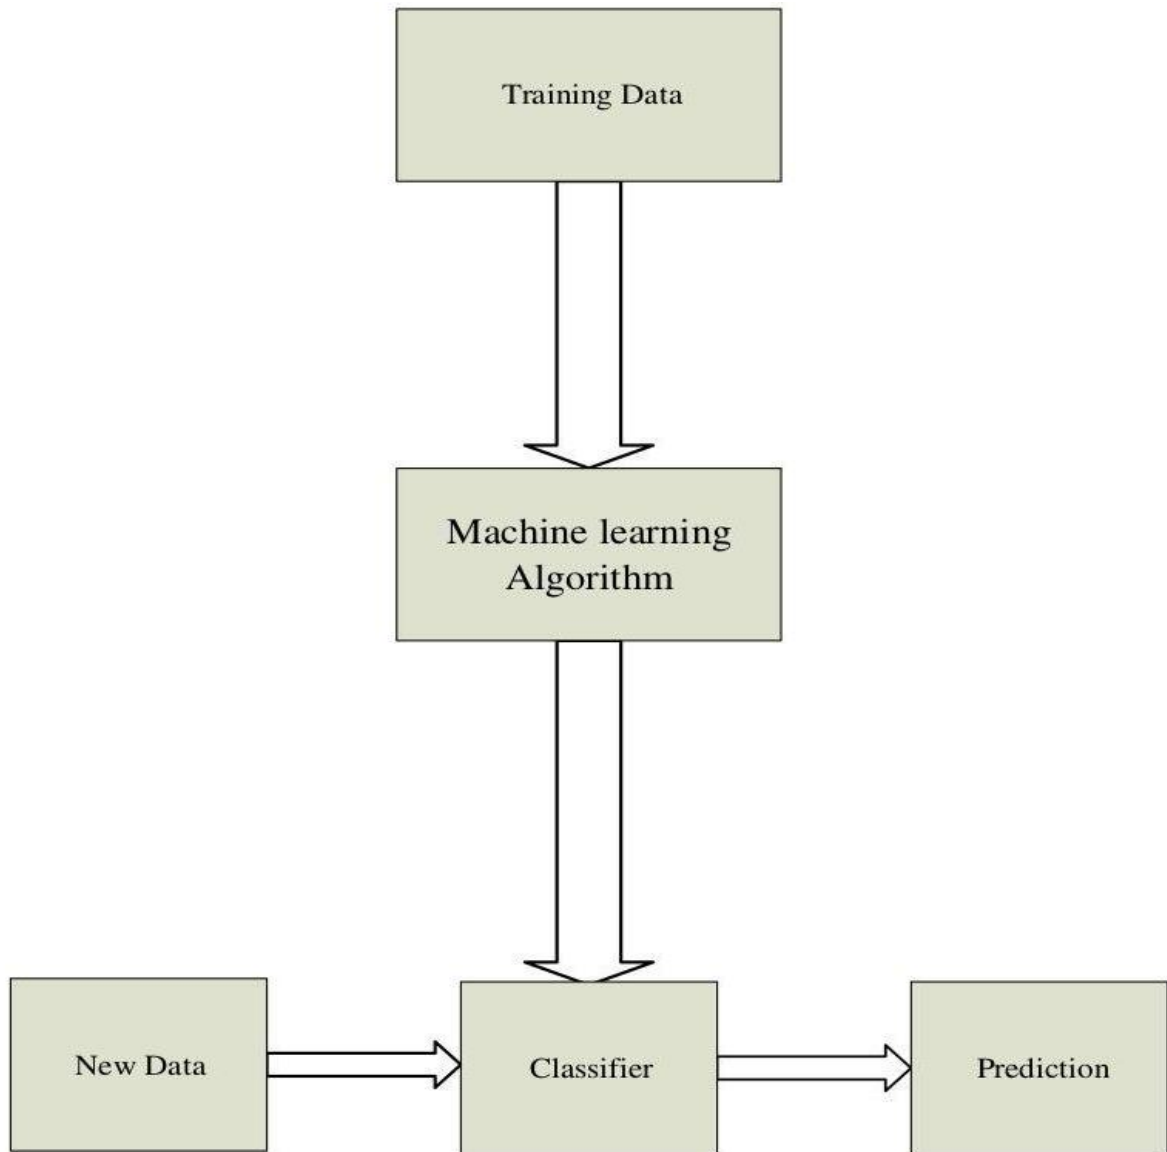 Training Data
Machine learning
Algorithm
New Data
Classifier
Prediction